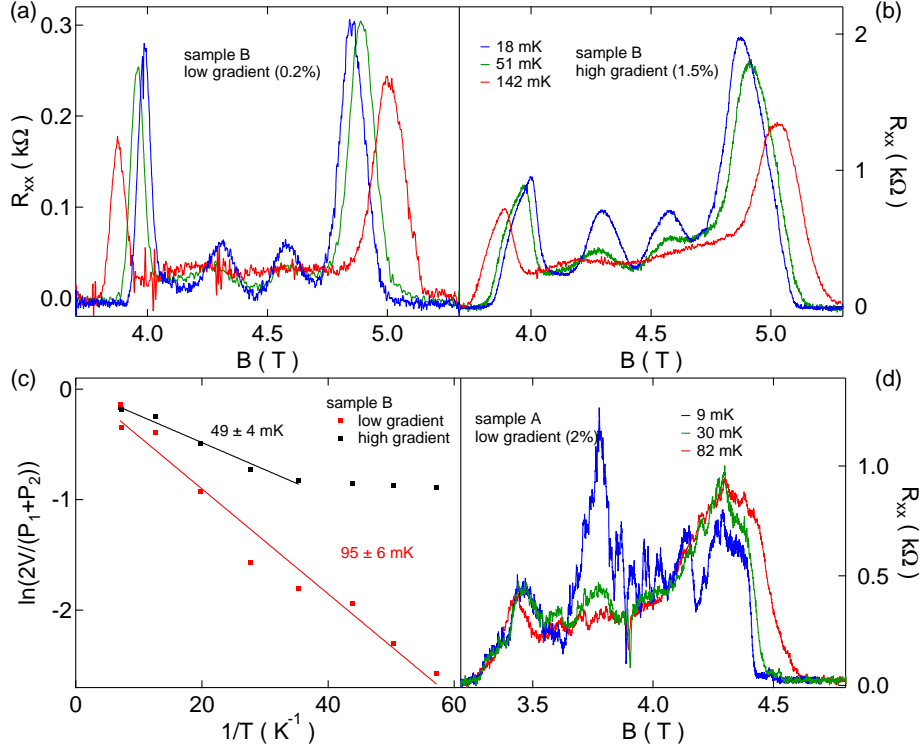 (a)
0.3
0.2
0.1
0.0
R_xx ( kΩ )
sample B
low gradient (0.2%)
4.0
4.5
5.0
B ( T )
(b)
18 mK
51 mK
142 mK
sample B
high gradient (1.5%)
2
1
0
R_xx ( kΩ )
4.0
4.5
5.0
B ( T )
(c)
0
-1
-2
ln(2V/(P_1+P_2))
sample B
low gradient
high gradient
49 ± 4 mK
95 ± 6 mK
0
20
40
60
1/T ( K^-1 )
(d)
sample A
low gradient (2%)
9 mK
30 mK
82 mK
1.0
0.5
0.0
R_xx ( kΩ )
3.5
4.0
4.5
B ( T )